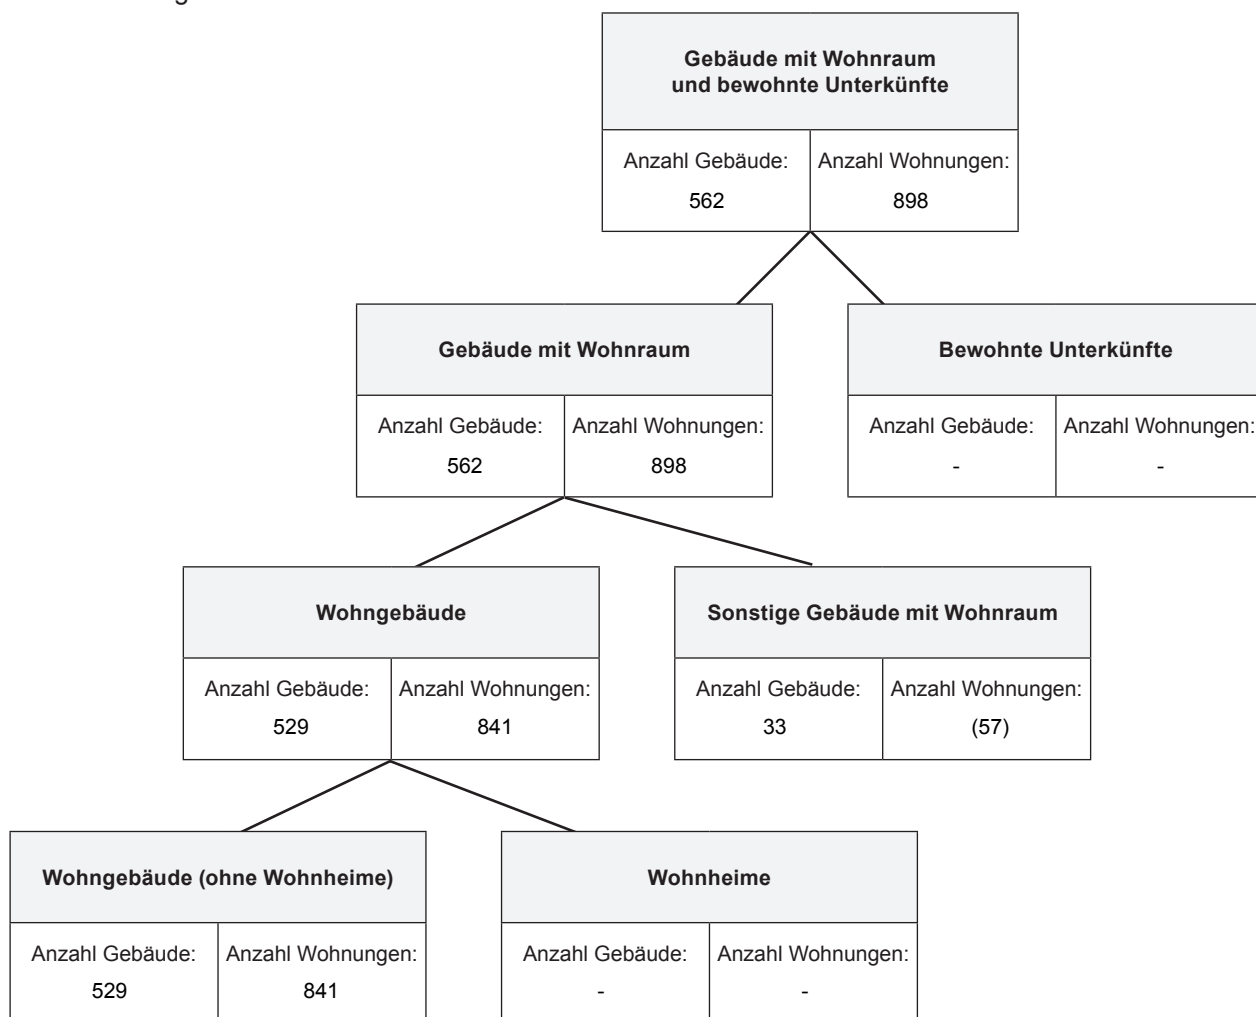 Gebäude mit Wohnraum
und bewohnte Unterkünfte
Anzahl Gebäude: Anzahl Wohnungen:
562 898
Gebäude mit Wohnraum
Anzahl Gebäude: Anzahl Wohnungen:
562 898
Bewohnte Unterkünfte
Anzahl Gebäude: Anzahl Wohnungen:
- -
Wohngebäude
Anzahl Gebäude: Anzahl Wohnungen:
529 841
Sonstige Gebäude mit Wohnraum
Anzahl Gebäude: Anzahl Wohnungen:
33 (57)
Wohngebäude (ohne Wohnheime)
Anzahl Gebäude: Anzahl Wohnungen:
529 841
Wohnheime
Anzahl Gebäude: Anzahl Wohnungen:
- -